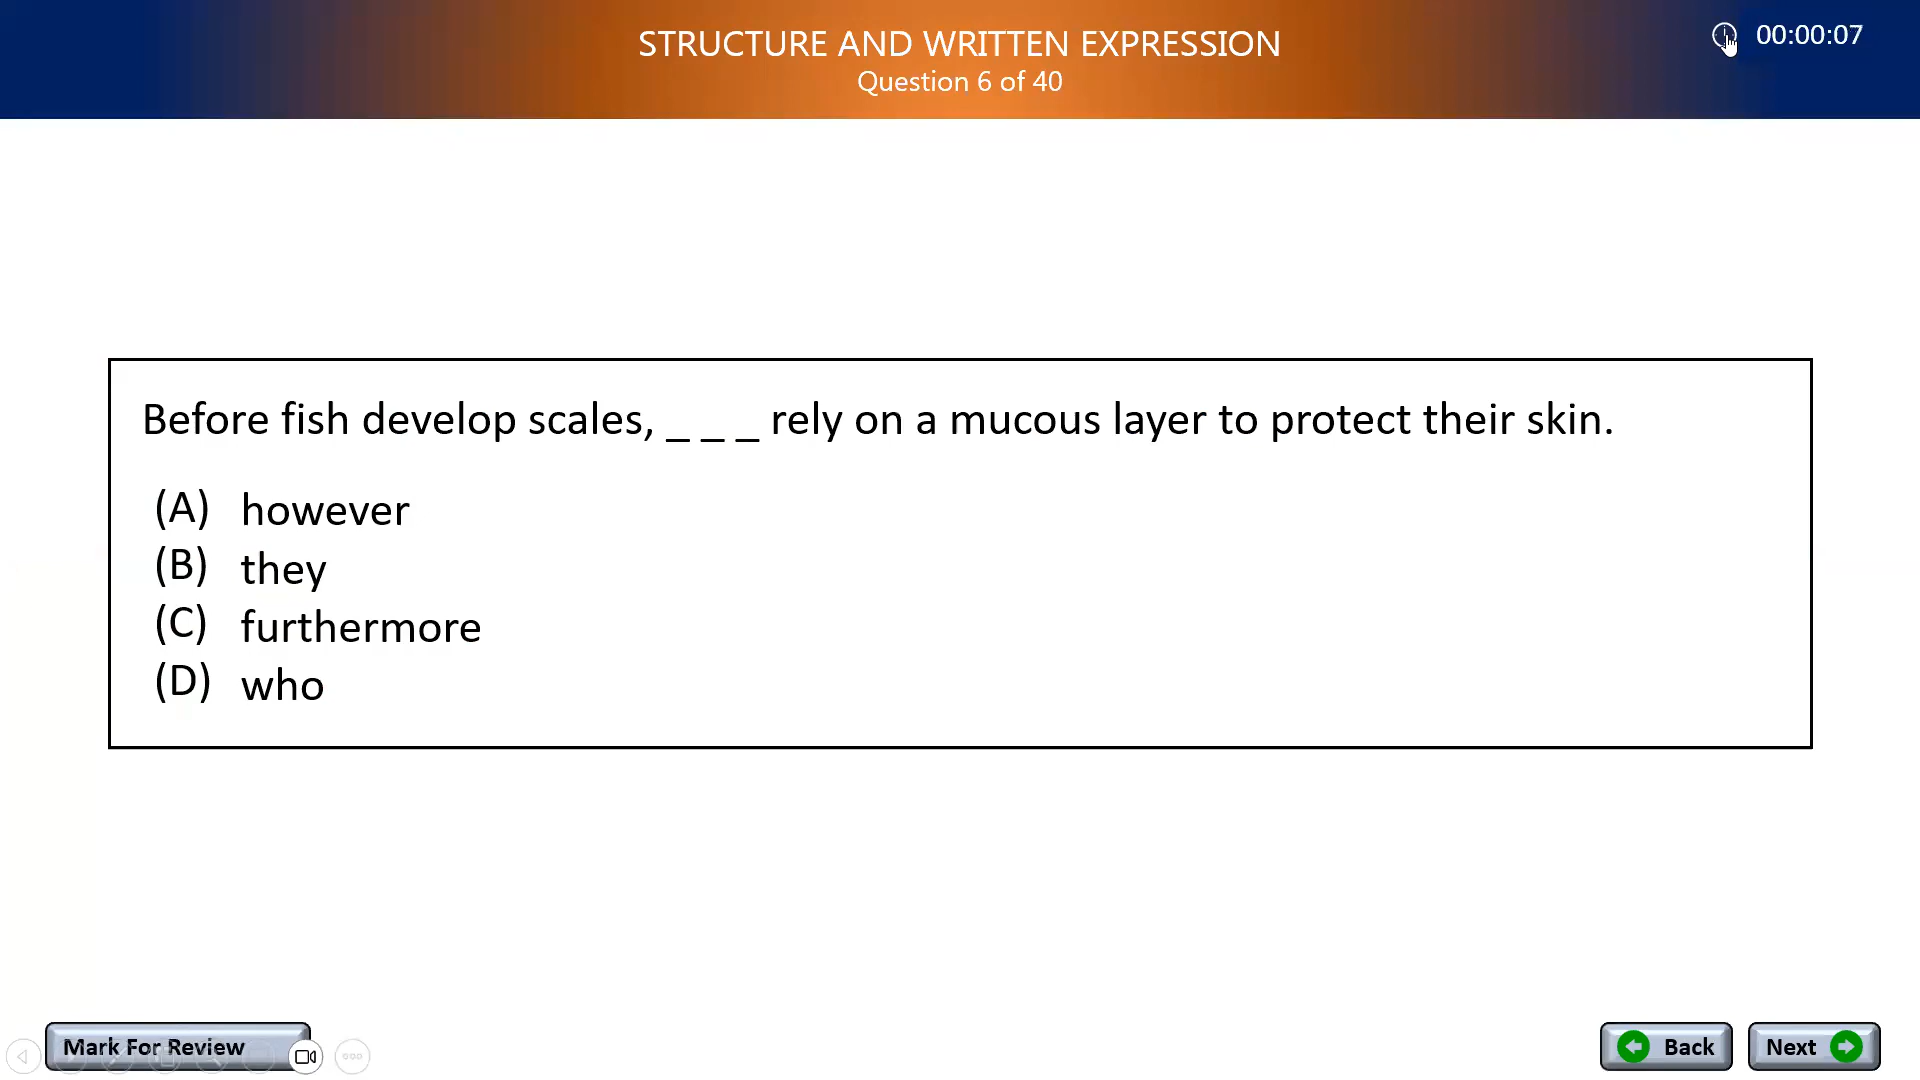 STRUCTURE AND WRITTEN EXPRESSION
Question 6 of 40
00:00:07
Before fish develop scales, _ _ _ rely on a mucous layer to protect their skin.
(A) however
(B) they
(C) furthermore
(D) who
Mark For Review
Back
Next